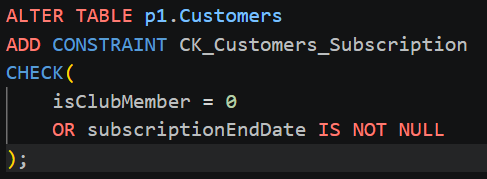 ALTER TABLE p1.Customers
ADD CONSTRAINT CK_Customers_Subscription
CHECK(
    isClubMember = 0
    OR subscriptionEndDate IS NOT NULL
);